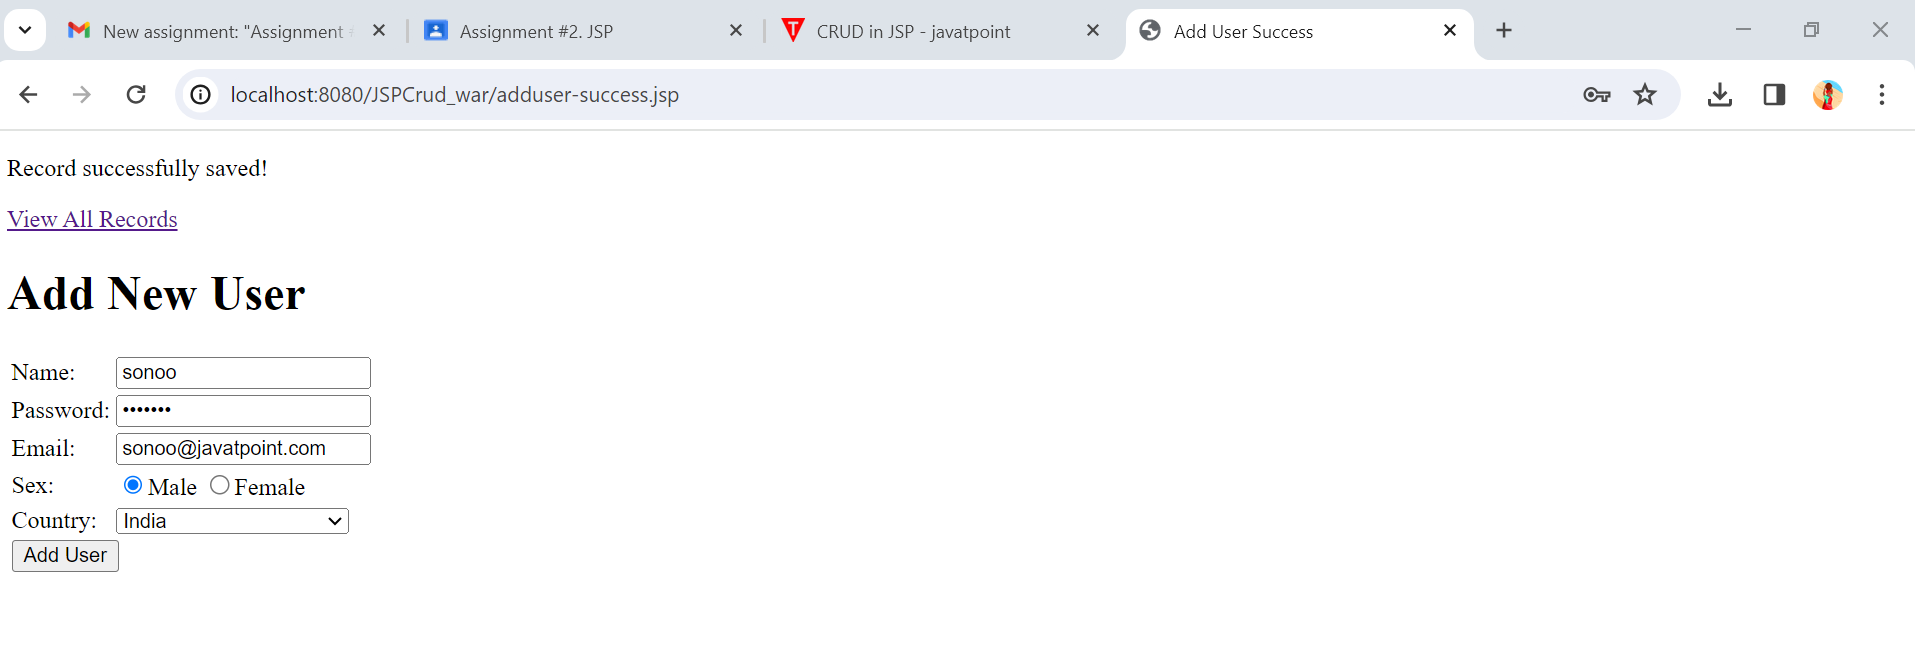 New assignment: "Assignment
Assignment #2. JSP
CRUD in JSP - javatpoint
Add User Success
localhost:8080/JSPCrud_war/adduser-success.jsp
Record successfully saved!
View All Records
Add New User
Name: sonoo
Password: •••••••
Email: sonoo@javatpoint.com
Sex: Male Female
Country: India
Add User